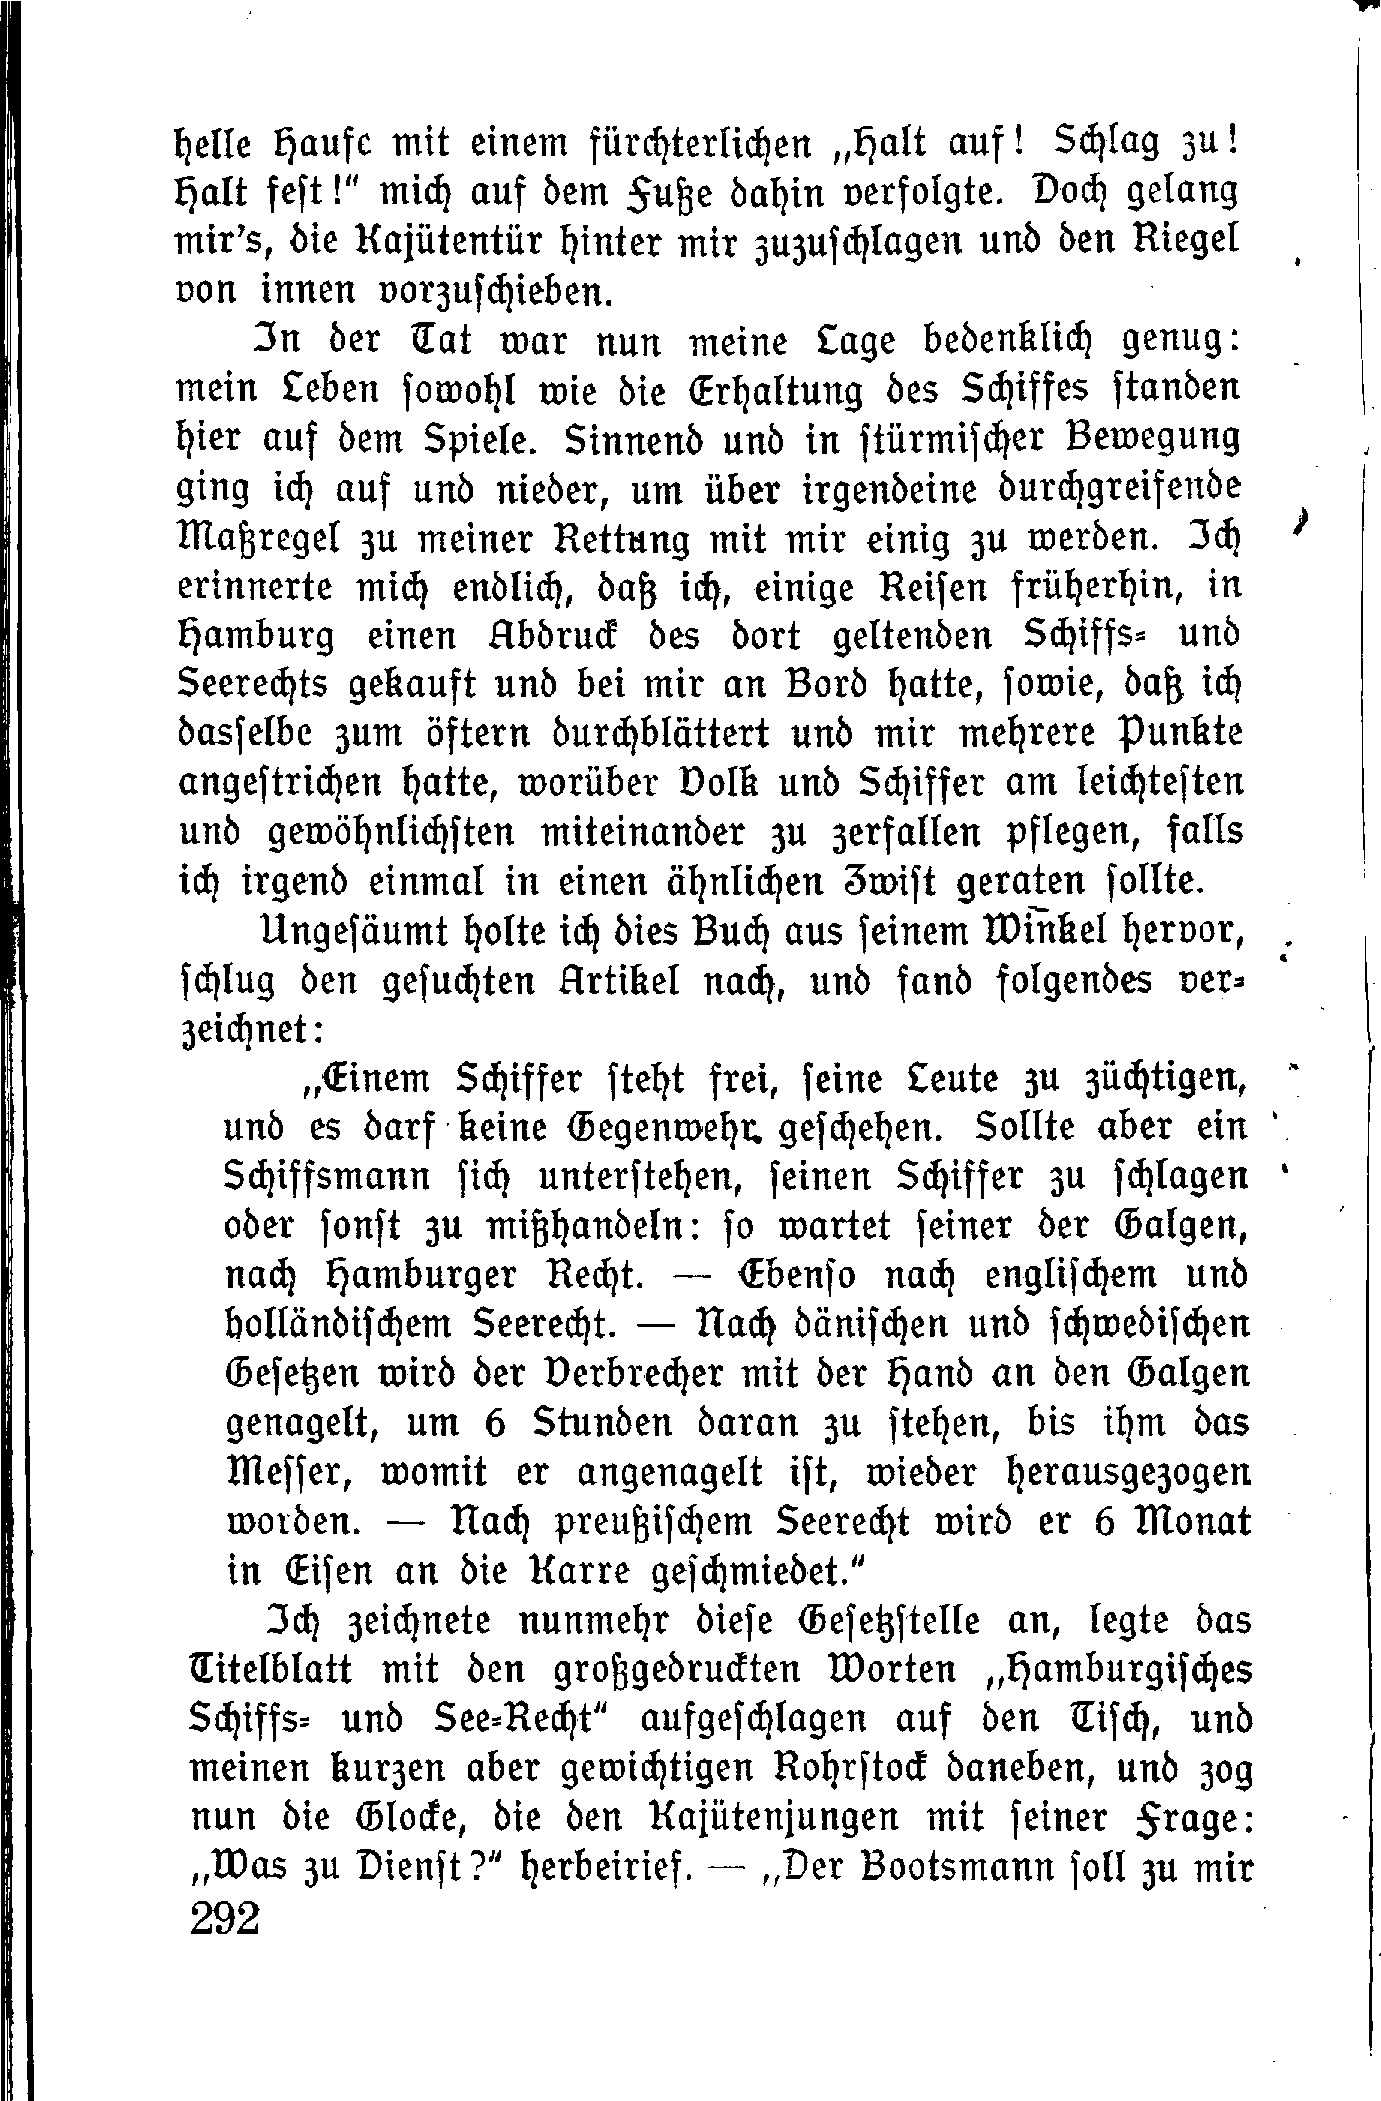 helle Haufe mit einem fürchterlichen „Halt auf! Schlag zu!
Halt fest!“ mich auf dem Fuße dahin verfolgte. Doch gelang
mir's, die Kajütentür hinter mir zuzuschlagen und den Riegel
von innen vorzuschieben.
In der Tat war nun meine Lage bedenklich genug:
mein Leben sowohl wie die Erhaltung des Schiffes standen
hier auf dem Spiele. Sinnend und in stürmischer Bewegung
ging ich auf und nieder, um über irgendeine durchgreifende
Maßregel zu meiner Rettung mit mir einig zu werden. Ich
erinnerte mich endlich, daß ich, einige Reisen früherhin, in
Hamburg einen Abdruck des dort geltenden Schiffs- und
Seerechts gekauft und bei mir an Bord hatte, sowie, daß ich
dasselbe zum öftern durchblättert und mir mehrere Punkte
angestrichen hatte, worüber Volk und Schiffer am leichtesten
und gewöhnlichsten miteinander zu zerfallen pflegen, falls
ich irgend einmal in einen ähnlichen Zwist geraten sollte.
Ungesäumt holte ich dies Buch aus seinem Winkel hervor,
schlug den gesuchten Artikel nach, und fand folgendes ver-
zeichnet:
„Einem Schiffer steht frei, seine Leute zu züchtigen,
und es darf keine Gegenwehr geschehen. Sollte aber ein
Schiffsmann sich unterstehen, seinen Schiffer zu schlagen
oder sonst zu mißhandeln: so wartet seiner der Galgen,
nach Hamburger Recht. — Ebenso nach englischem und
holländischem Seerecht. — Nach dänischen und schwedischen
Gesetzen wird der Verbrecher mit der Hand an den Galgen
genagelt, um 6 Stunden daran zu stehen, bis ihm das
Messer, womit er angenagelt ist, wieder herausgezogen
worden. — Nach preußischem Seerecht wird er 6 Monat
in Eisen an die Karre geschmiedet.“
Ich zeichnete nunmehr diese Gesetzstelle an, legte das
Titelblatt mit den großgedruckten Worten „Hamburgisches
Schiffs- und See-Recht“ aufgeschlagen auf den Tisch, und
meinen kurzen aber gewichtigen Rohrstock daneben, und zog
nun die Glocke, die den Kajütenjungen mit seiner Frage:
„Was zu Dienst?“ herbeirief. — „Der Bootsmann soll zu mir
292